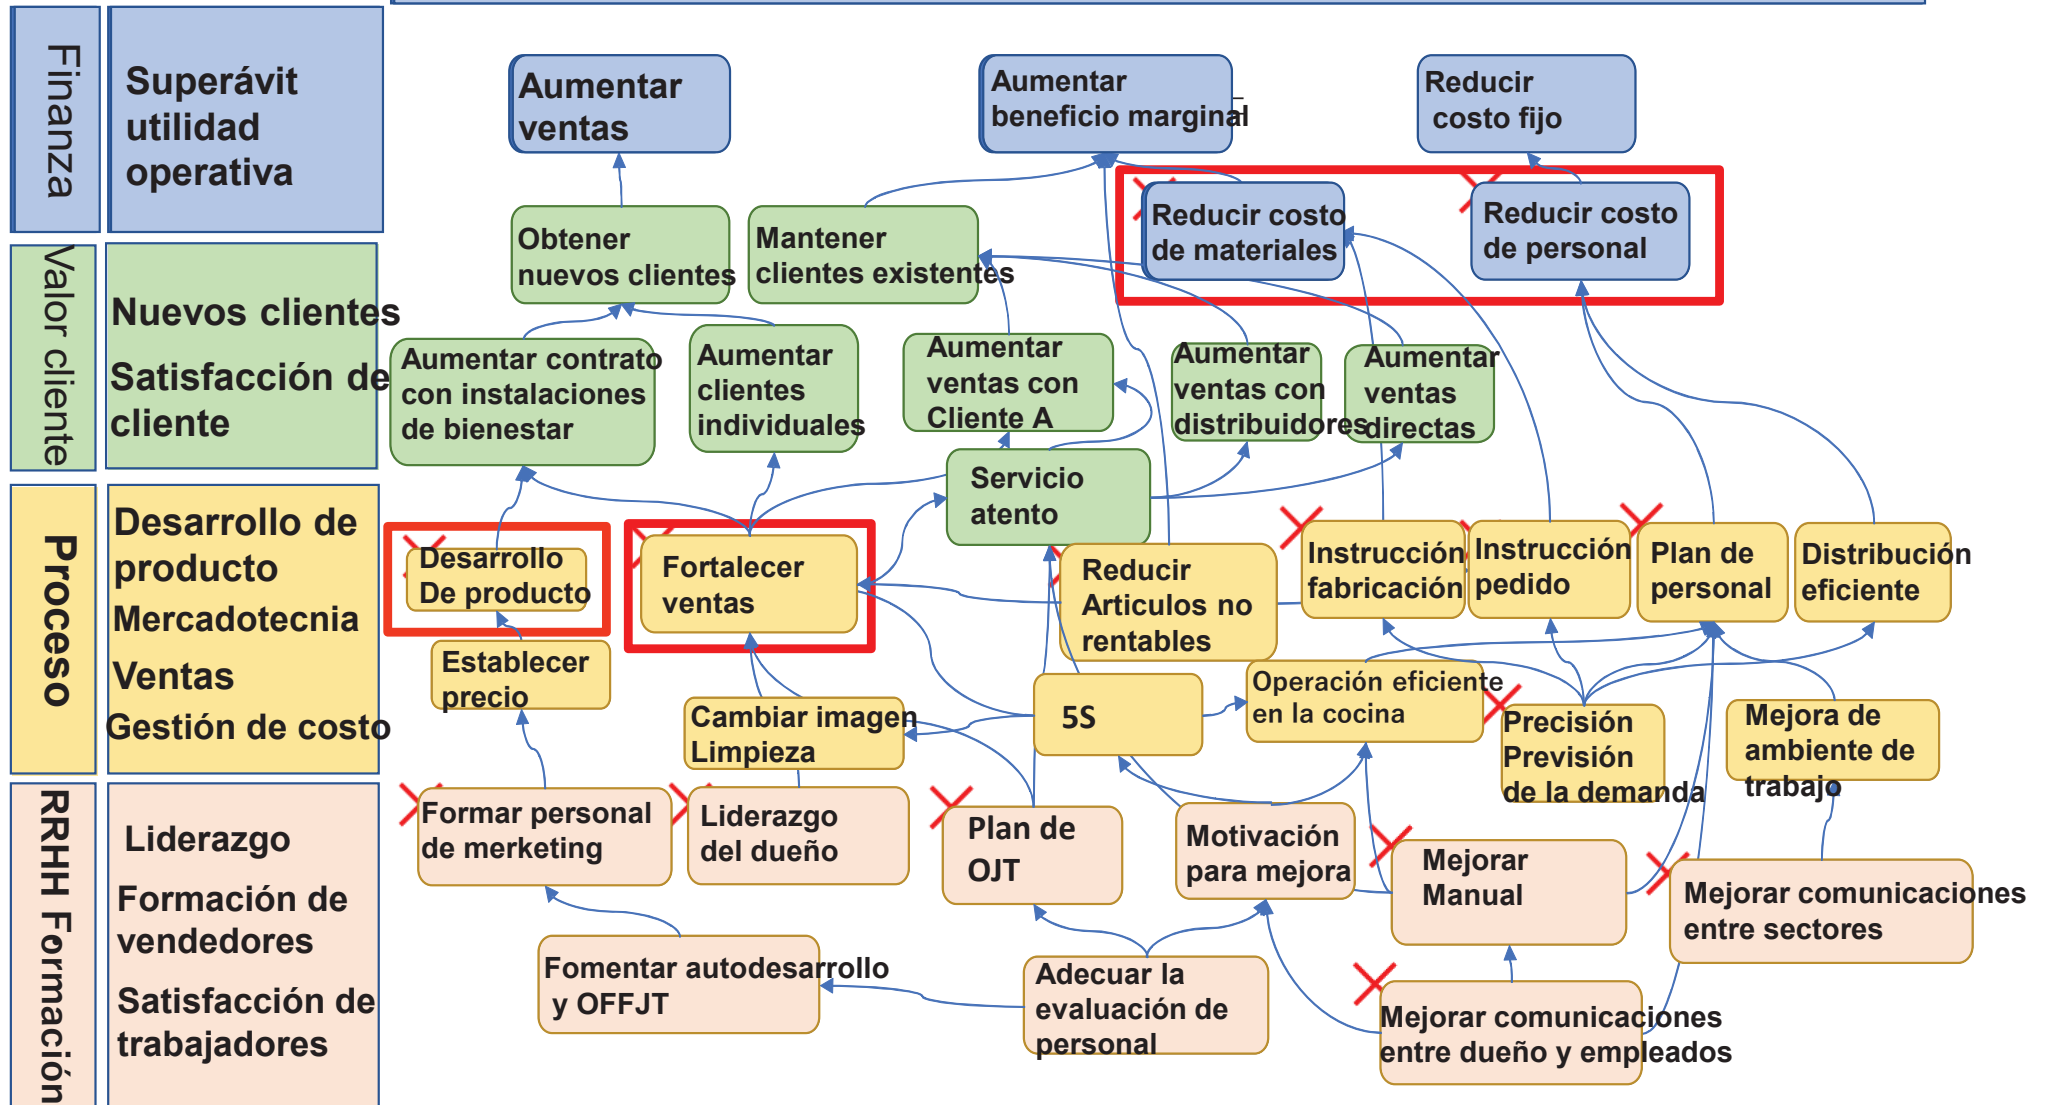 Finanza
Superávit
utilidad
operativa
Aumentar
ventas
Aumentar
beneficio marginal
Reducir
costo fijo
Reducir costo
de materiales
Reducir costo
de personal
Valor cliente
Nuevos clientes
Satisfacción de
cliente
Obtener
nuevos clientes
Mantener
clientes existentes
Aumentar contrato
con instalaciones
de bienestar
Aumentar
clientes
individuales
Aumentar
ventas con
Cliente A
Aumentar
ventas con
distribuidores
Aumentar
ventas
directas
Servicio
atento
Proceso
Desarrollo de
producto
Mercadotecnia
Ventas
Gestión de costo
Desarrollo
De producto
Fortalecer
ventas
Reducir
Articulos no
rentables
Instrucción
fabricación
Instrucción
pedido
Plan de
personal
Distribución
eficiente
Establecer
precio
Cambiar imagen
Limpieza
5S
Operación eficiente
en la cocina
Precisión
Previsión
de la demanda
Mejora de
ambiente de
trabajo
RRHH Formación
Liderazgo
Formación de
vendedores
Satisfacción de
trabajadores
Formar personal
de merketing
Liderazgo
del dueño
Plan de
OJT
Motivación
para mejora
Mejorar
Manual
Mejorar comunicaciones
entre sectores
Fomentar autodesarrollo
y OFFJT
Adecuar la
evaluación de
personal
Mejorar comunicaciones
entre dueño y empleados